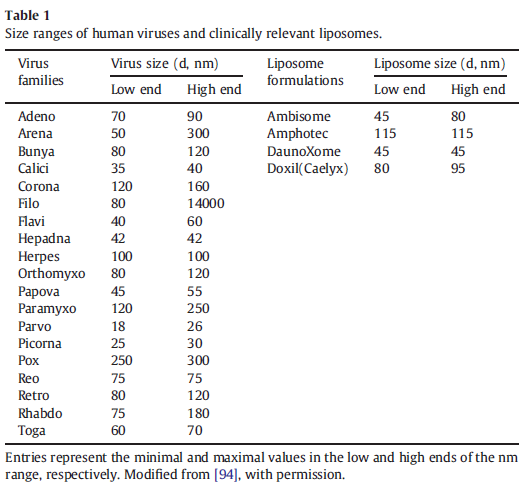 Table 1
Size ranges of human viruses and clinically relevant liposomes.
Virus families Virus size (d, nm) Liposome formulations Liposome size (d, nm)
Low end High end Low end High end
Adeno 70 90 Ambisome 45 80
Arena 50 300 Amphotec 115 115
Bunya 80 120 DaunoXome 45 45
Calici 35 40 Doxil(Caelyx) 80 95
Corona 120 160
Filo 80 14000
Flavi 40 60
Hepadna 42 42
Herpes 100 100
Orthomyxo 80 120
Papova 45 55
Paramyxo 120 250
Parvo 18 26
Picorna 25 30
Pox 250 300
Reo 75 75
Retro 80 120
Rhabdo 75 180
Toga 60 70
Entries represent the minimal and maximal values in the low and high ends of the nm
range, respectively. Modified from [94], with permission.